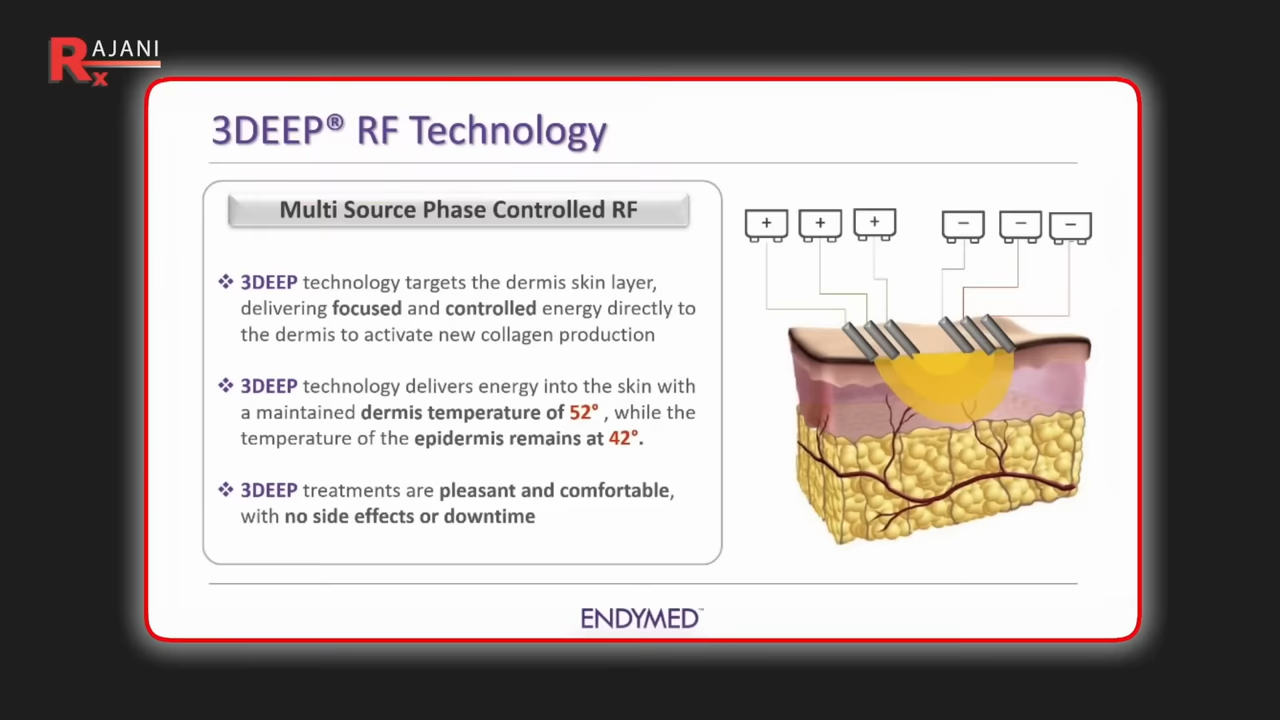 RAJANI
x
3DEEP® RF Technology
Multi Source Phase Controlled RF
❖ 3DEEP technology targets the dermis skin layer,
delivering focused and controlled energy directly to
the dermis to activate new collagen production
❖ 3DEEP technology delivers energy into the skin with
a maintained dermis temperature of 52° , while the
temperature of the epidermis remains at 42°.
❖ 3DEEP treatments are pleasant and comfortable,
with no side effects or downtime
+ + + − − −
ENDYMED™